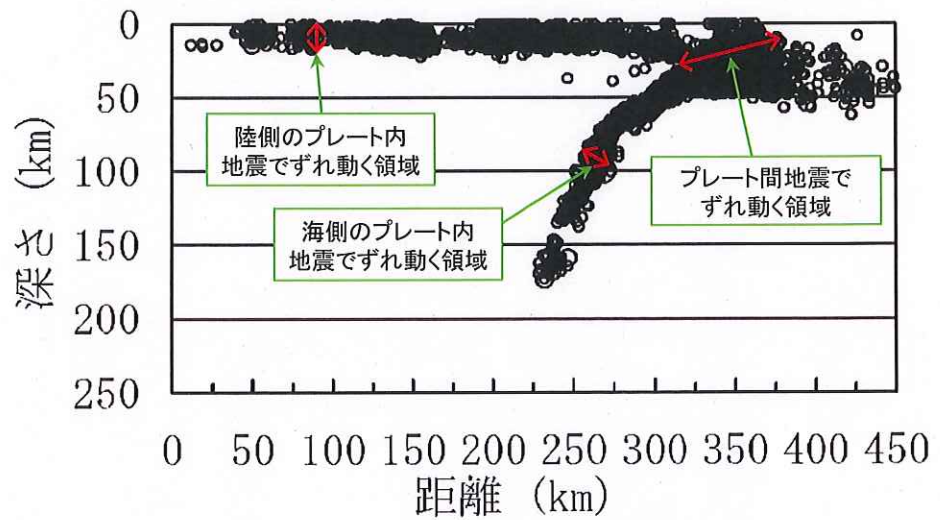 0
50
100
150
200
250
深さ (km)
陸側のプレート内
地震でずれ動く領域
海側のプレート内
地震でずれ動く領域
プレート間地震で
ずれ動く領域
0 50 100 150 200 250 300 350 400 450
距離 (km)